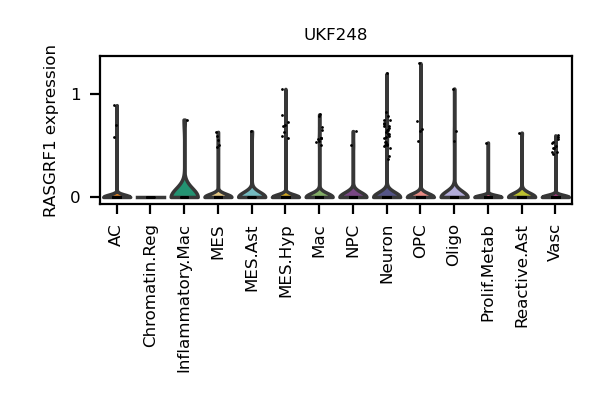 UKF248
RASGRF1 expression
1
0
AC
Chromatin.Reg
Inflammatory.Mac
MES
MES.Ast
MES.Hyp
Mac
NPC
Neuron
OPC
Oligo
Prolif.Metab
Reactive.Ast
Vasc